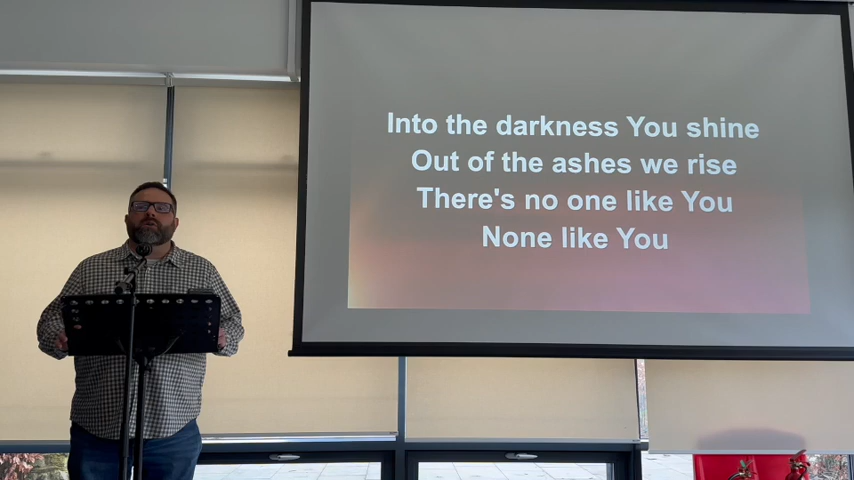 Into the darkness You shine
Out of the ashes we rise
There's no one like You
None like You